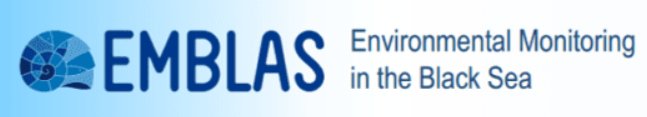 EMBLAS
Environmental Monitoring
in the Black Sea